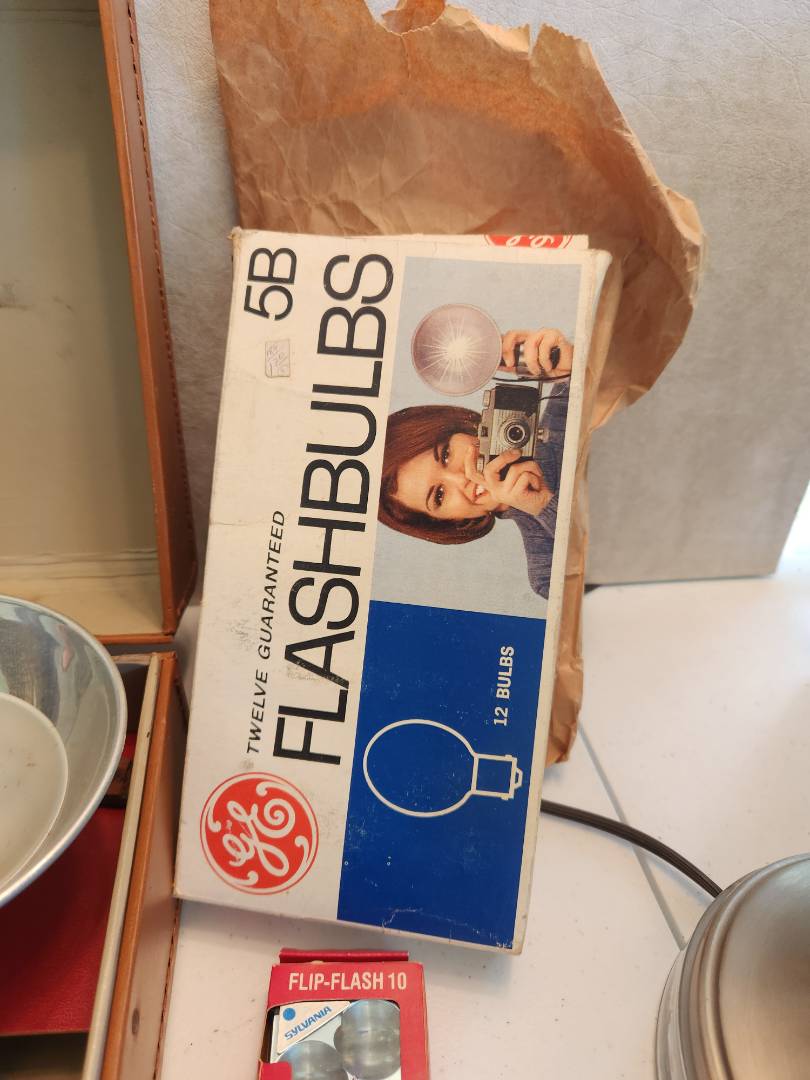 5B
TWELVE GUARANTEED
FLASHBULBS
GE
12 BULBS
FLIP-FLASH 10
SYLVANIA